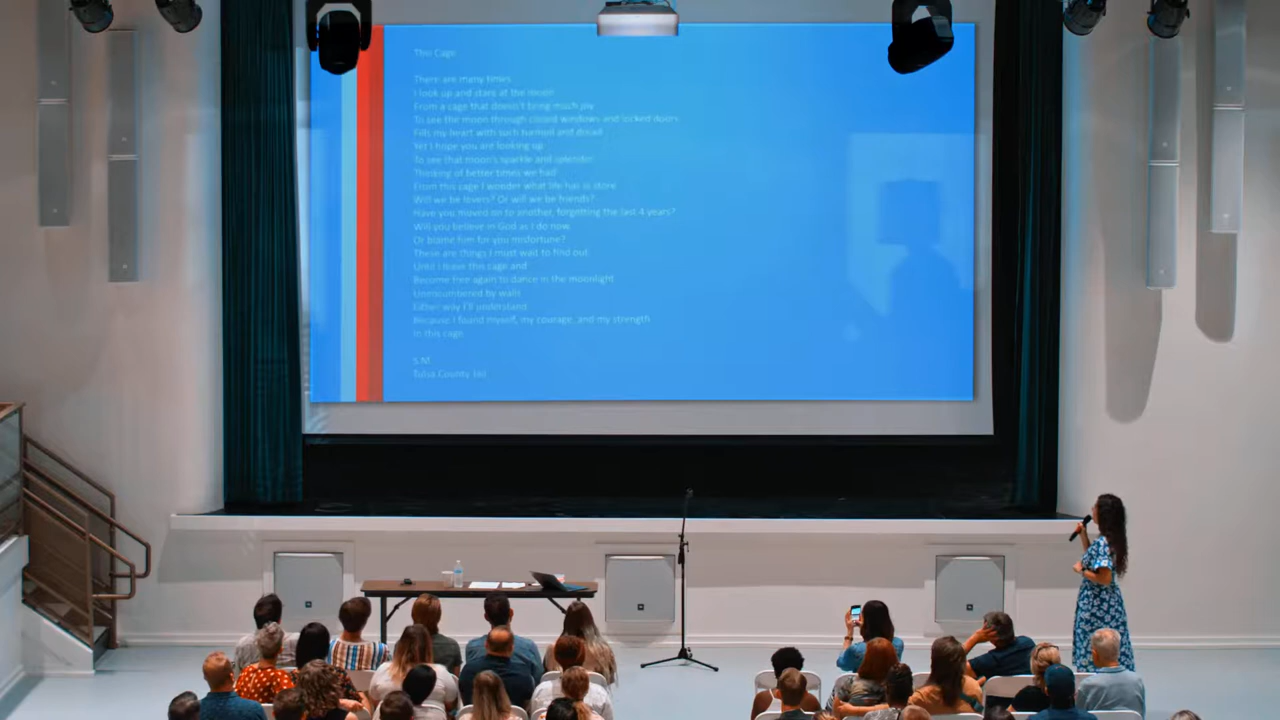 This Cage
There are many times
I look up and stare at the moon
From a cage that doesn't bring much joy
To see the moon through closed windows and locked doors
Fills my heart with such turmoil and dread
Yet I hope you are looking up
To see that moon's sparkle and splendor
Thinking of better times we had
From this cage I wonder what life has in store
Will we be lovers? Or will we be friends?
Have you moved on to another, forgetting the last 4 years?
Will you believe in God as I do now
Or blame him for you misfortune?
These are things I must wait to find out
Until I leave this cage and
Become free again to dance in the moonlight
Unencumbered by walls
Either way I'll understand
Because I found myself, my courage, and my strength
In this cage
S.M.
Tulsa County Jail